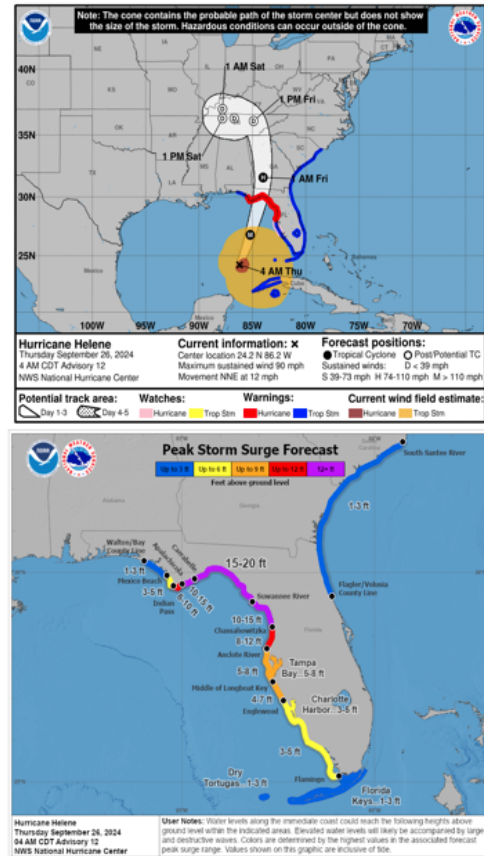 Note: The cone contains the probable path of the storm center but does not show
the size of the storm. Hazardous conditions can occur outside of the cone.
40N
35N
30N
25N
1 AM Sat
1 PM Fri
1 PM Sat
1 AM Fri
4 AM Thu
H
M
Mexico
Cuba
Bahamas
100W 95W 90W 85W 80W 75W 70W
Hurricane Helene
Thursday September 26, 2024
4 AM CDT Advisory 12
NWS National Hurricane Center
Current information: x
Center location 24.2 N 86.2 W
Maximum sustained wind 90 mph
Movement NNE at 12 mph
Forecast positions:
Tropical Cyclone Post/Potential TC
Sustained winds: D < 39 mph
S 39-73 mph H 74-110 mph M > 110 mph
Potential track area:
Day 1-3 Day 4-5
Watches:
Hurricane Trop Stm
Warnings:
Hurricane Trop Stm
Current wind field estimate:
Hurricane Trop Stm
Peak Storm Surge Forecast
Up to 3 ft Up to 6 ft Up to 9 ft Up to 12 ft 12+ ft
Feet above ground level
South Santee River
1-3 ft
Alabama
Georgia
Walton/Bay
County Line
Apalachicola
Carrabelle
15-20 ft
1-3 ft
Mexico Beach
3-5 ft
Indian
Pass
6-10 ft
10-15 ft
Suwannee River
Flagler/Volusia
County Line
10-15 ft
Chassahowitzka
8-12 ft
Anclote River
5-8 ft
Tampa
Bay...5-8 ft
Middle of Longboat Key
4-7 ft
Englewood
Charlotte
Harbor...3-5 ft
3-5 ft
Flamingo
Dry
Tortugas...1-3 ft
Florida
Keys...1-3 ft
Hurricane Helene
Thursday September 26, 2024
04 AM CDT Advisory 12
NWS National Hurricane Center
User Notes: Water levels along the immediate coast could reach the following heights above
ground level within the indicated areas. Elevated water levels will likely be accompanied by large
and destructive waves. Colors are determined by the highest values in the associated forecast
peak surge range. Values shown on this graphic are inclusive of tide.